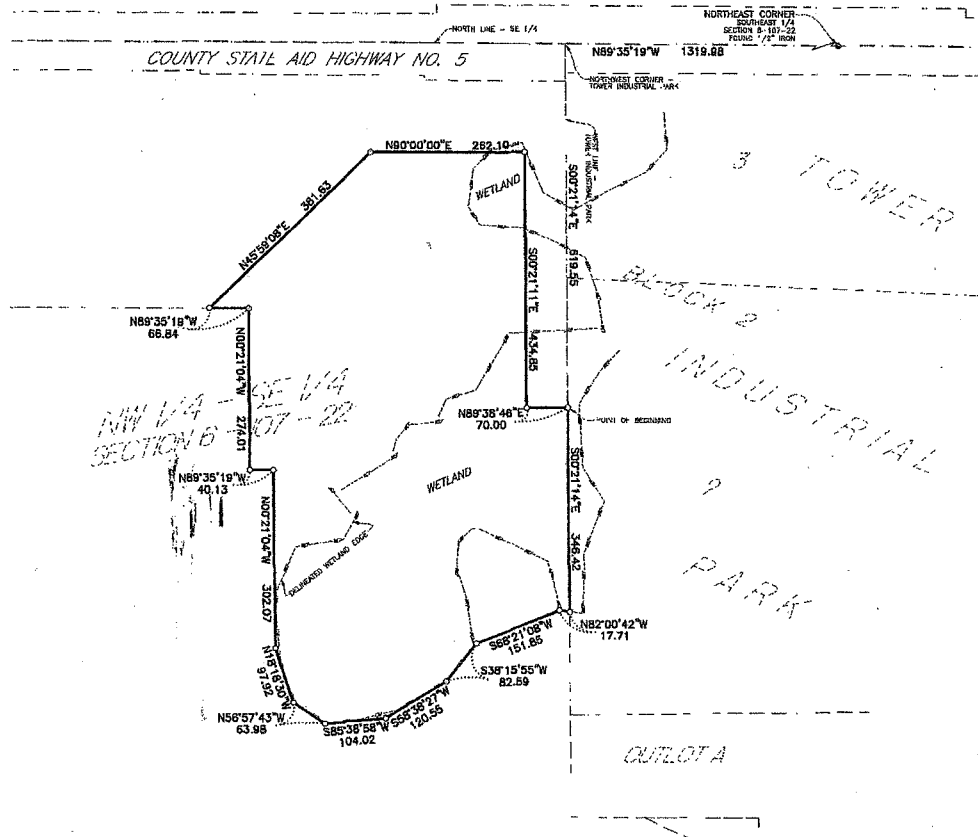 NORTH LINE - SE 1/4
NORTHEAST CORNER
SOUTHEAST 1/4
SECTION 6-107-22
FOUND 1/2" IRON
COUNTY STATE AID HIGHWAY NO. 5
N89°35'19"W 1319.98
NORTHWEST CORNER
TOWER INDUSTRIAL PARK
N90°00'00"E 262.10
WEST LINE -
TOWER INDUSTRIAL PARK
S00°21'14"E 619.55
3 TOWER
WETLAND
N45°59'08"E 381.63
S00°21'11"E
434.85
BLOCK 2
N89°35'19"W
66.84
INDUSTRIAL
NW 1/4 - SE 1/4
SECTION 6-107-22
N00°21'04"W 274.01
N89°38'46"E
70.00
POINT OF BEGINNING
N89°35'19"W
40.13
WETLAND
S00°21'14"E 346.42
2
N00°21'04"W 302.07
DELINEATED WETLAND EDGE
PARK
N82°00'42"W
17.71
S68°21'08"W
151.85
S38°15'55"W
82.59
N18°18'30"W
97.92
N56°57'43"W
63.98
S85°38'58"W
104.02
S58°38'27"W
120.55
OUTLOT A